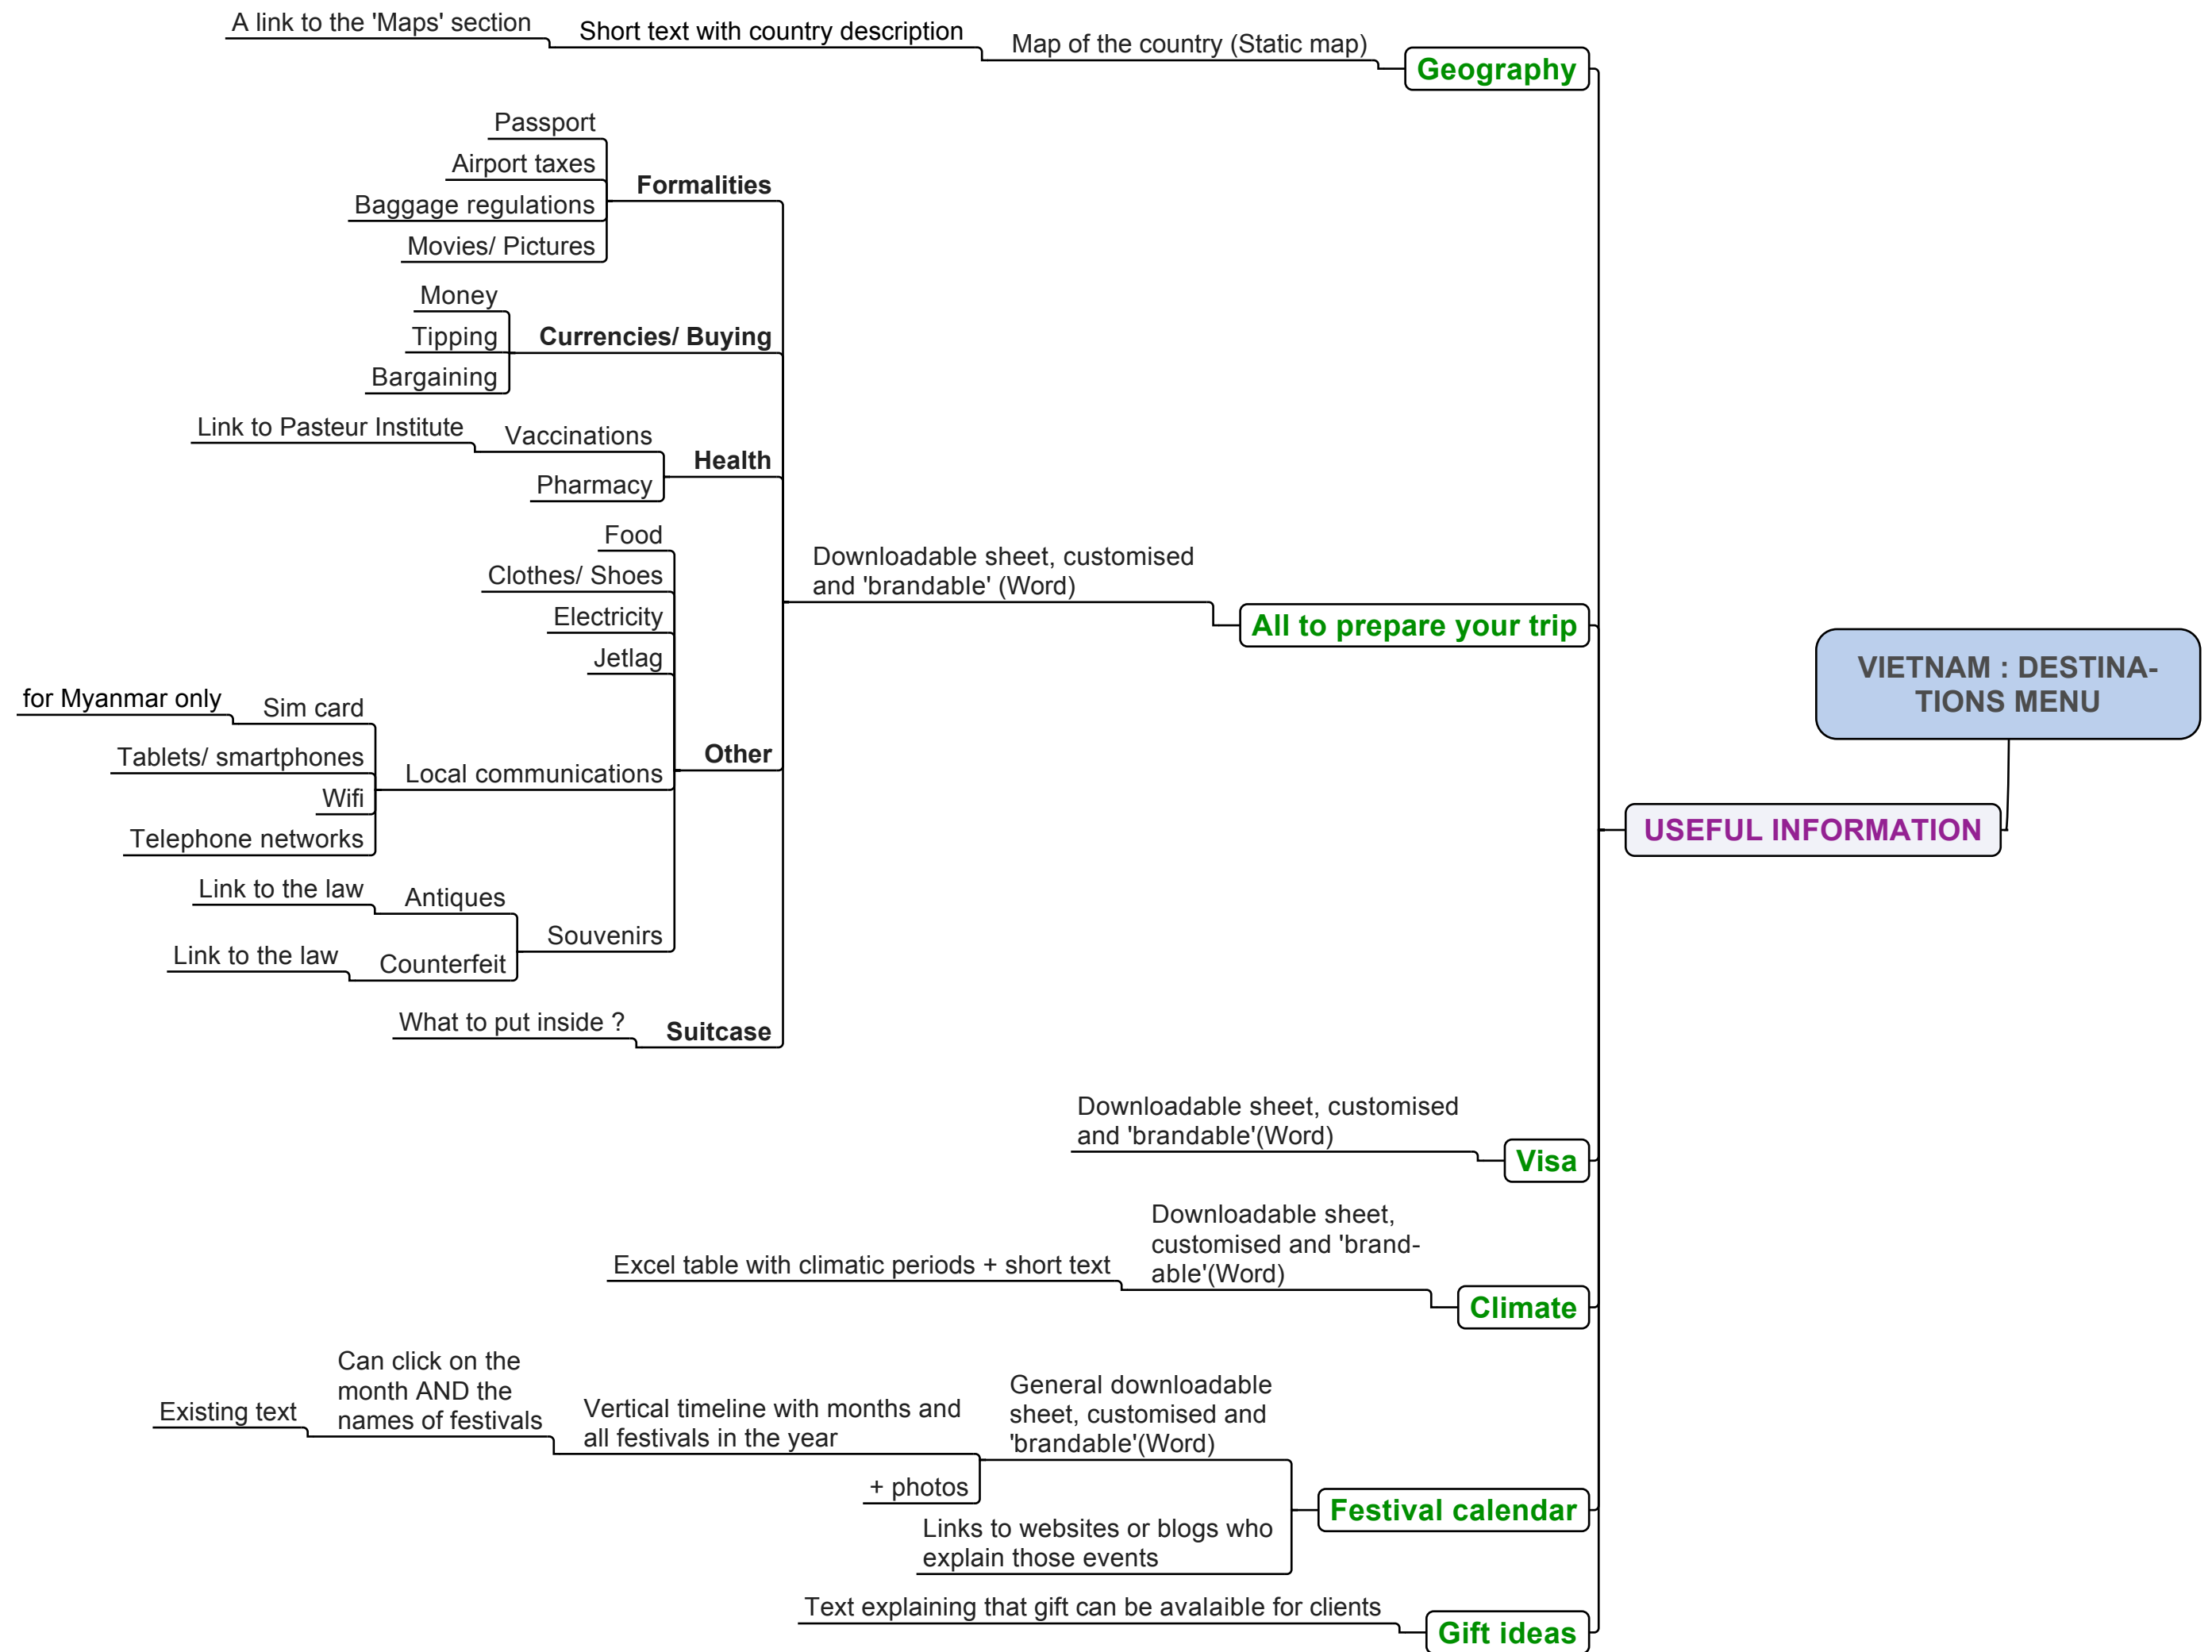 A link to the 'Maps' section
Short text with country description
Map of the country (Static map)
Geography
Passport
Airport taxes
Baggage regulations
Movies/ Pictures
Formalities
Money
Tipping
Bargaining
Currencies/ Buying
Link to Pasteur Institute
Vaccinations
Pharmacy
Health
Food
Clothes/ Shoes
Electricity
Jetlag
for Myanmar only
Sim card
Tablets/ smartphones
Wifi
Telephone networks
Local communications
Link to the law
Antiques
Link to the law
Counterfeit
Souvenirs
Other
What to put inside ?
Suitcase
Downloadable sheet, customised
and 'brandable' (Word)
All to prepare your trip
Downloadable sheet, customised
and 'brandable'(Word)
Visa
Excel table with climatic periods + short text
Downloadable sheet,
customised and 'brand-
able'(Word)
Climate
Existing text
Can click on the
month AND the
names of festivals
Vertical timeline with months and
all festivals in the year
+ photos
General downloadable
sheet, customised and
'brandable'(Word)
Links to websites or blogs who
explain those events
Festival calendar
Text explaining that gift can be avalaible for clients
Gift ideas
USEFUL INFORMATION
VIETNAM : DESTINA-
TIONS MENU